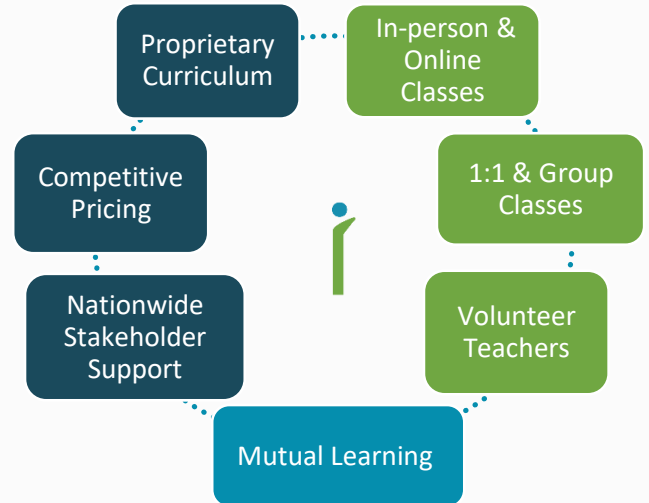 Proprietary
Curriculum
In-person &
Online
Classes
Competitive
Pricing
1:1 & Group
Classes
Nationwide
Stakeholder
Support
Volunteer
Teachers
Mutual Learning